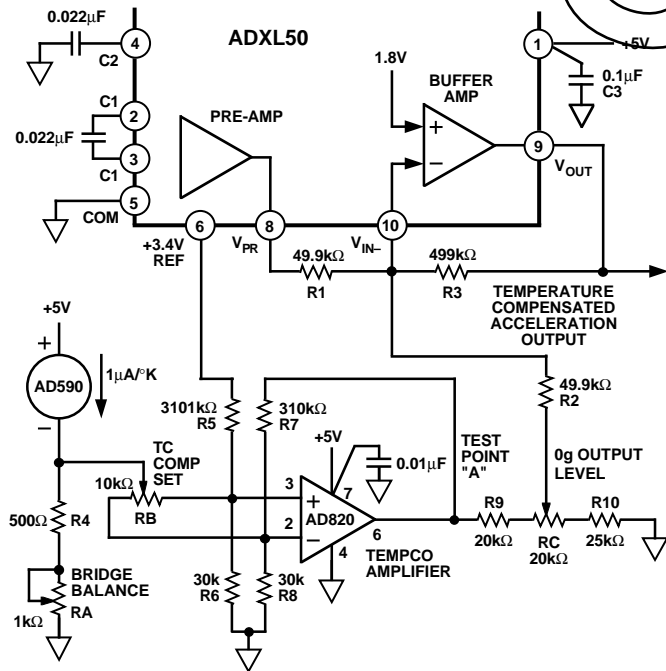 0.022µF
4
C2
ADXL50
1
+5V
0.1µF
C3
1.8V
BUFFER
AMP
C1
2
0.022µF
PRE-AMP
+
−
3
C1
9
VOUT
5
COM
6
8
10
+3.4V
REF
VPR
VIN–
49.9kΩ
R1
499kΩ
R3
TEMPERATURE
COMPENSATED
ACCELERATION
OUTPUT
+5V
+
AD590
−
1µA/°K
3101kΩ
R5
310kΩ
R7
49.9kΩ
R2
+5V
0.01µF
TEST
POINT
"A"
0g OUTPUT
LEVEL
TC
COMP
SET
10kΩ
RB
3
+
7
AD820
2
−
6
4
TEMPCO
AMPLIFIER
R9
20kΩ
RC
20kΩ
R10
25kΩ
500Ω
R4
BRIDGE
BALANCE
RA
1kΩ
30k
R6
30k
R8